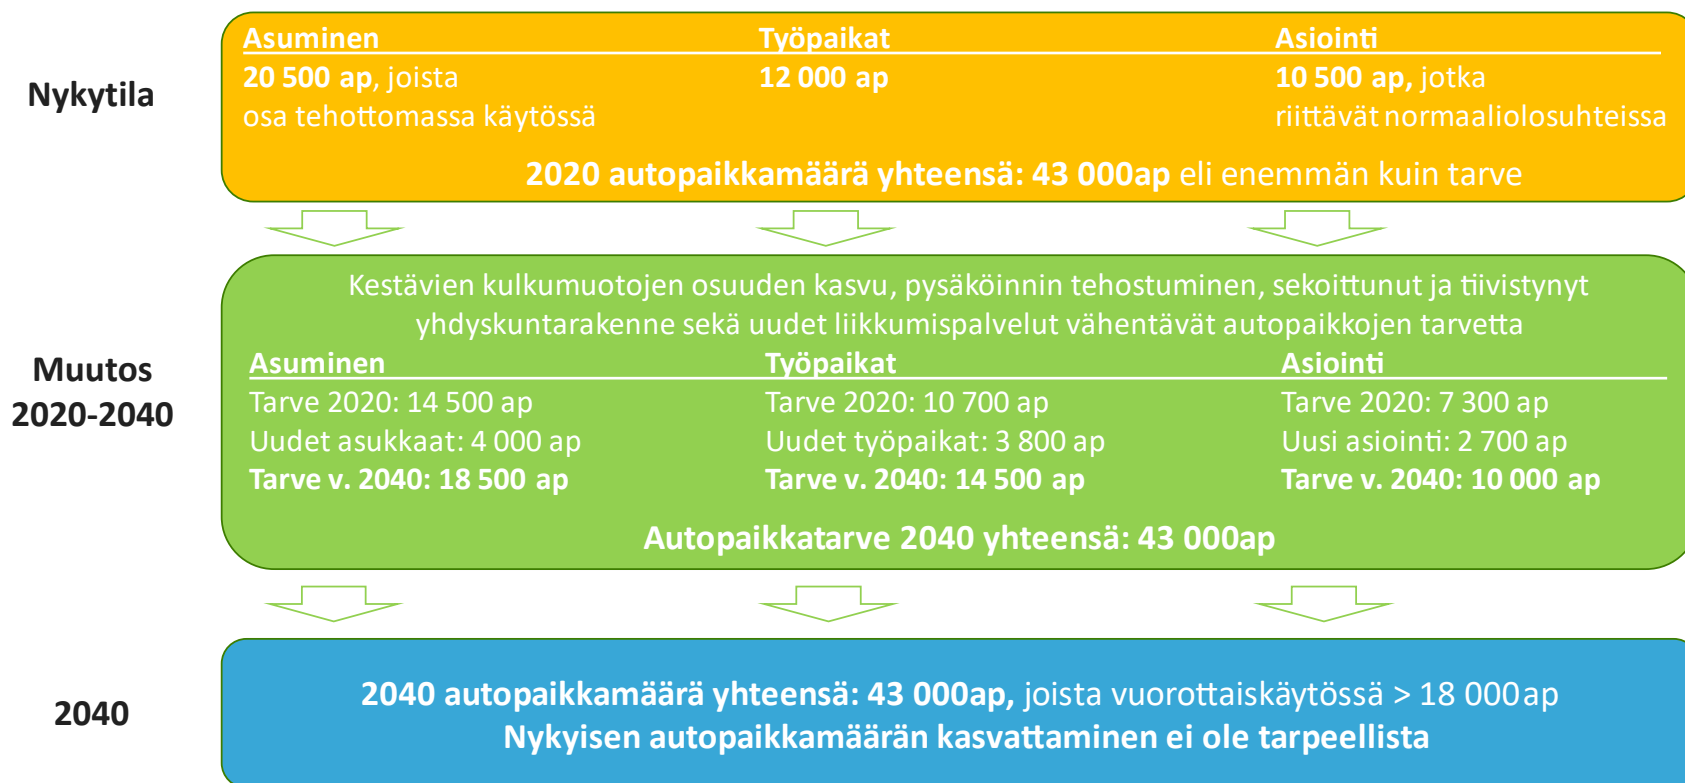 Nykytila
Asuminen
Työpaikat
Asiointi
20 500 ap, joista
osa tehottomassa käytössä
12 000 ap
10 500 ap, jotka
riittävät normaaliolosuhteissa
2020 autopaikkamäärä yhteensä: 43 000ap eli enemmän kuin tarve
Muutos
2020-2040
Kestävien kulkumuotojen osuuden kasvu, pysäköinnin tehostuminen, sekoittunut ja tiivistynyt
yhdyskuntarakenne sekä uudet liikkumispalvelut vähentävät autopaikkojen tarvetta
Asuminen
Tarve 2020: 14 500 ap
Uudet asukkaat: 4 000 ap
Tarve v. 2040: 18 500 ap
Työpaikat
Tarve 2020: 10 700 ap
Uudet työpaikat: 3 800 ap
Tarve v. 2040: 14 500 ap
Asiointi
Tarve 2020: 7 300 ap
Uusi asiointi: 2 700 ap
Tarve v. 2040: 10 000 ap
Autopaikkatarve 2040 yhteensä: 43 000ap
2040
2040 autopaikkamäärä yhteensä: 43 000ap, joista vuorottaiskäytössä > 18 000 ap
Nykyisen autopaikkamäärän kasvattaminen ei ole tarpeellista